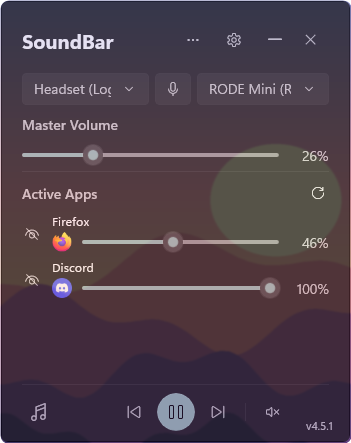 SoundBar
Headset (Log
RODE Mini (R
Master Volume
26%
Active Apps
Firefox
46%
Discord
100%
v4.5.1